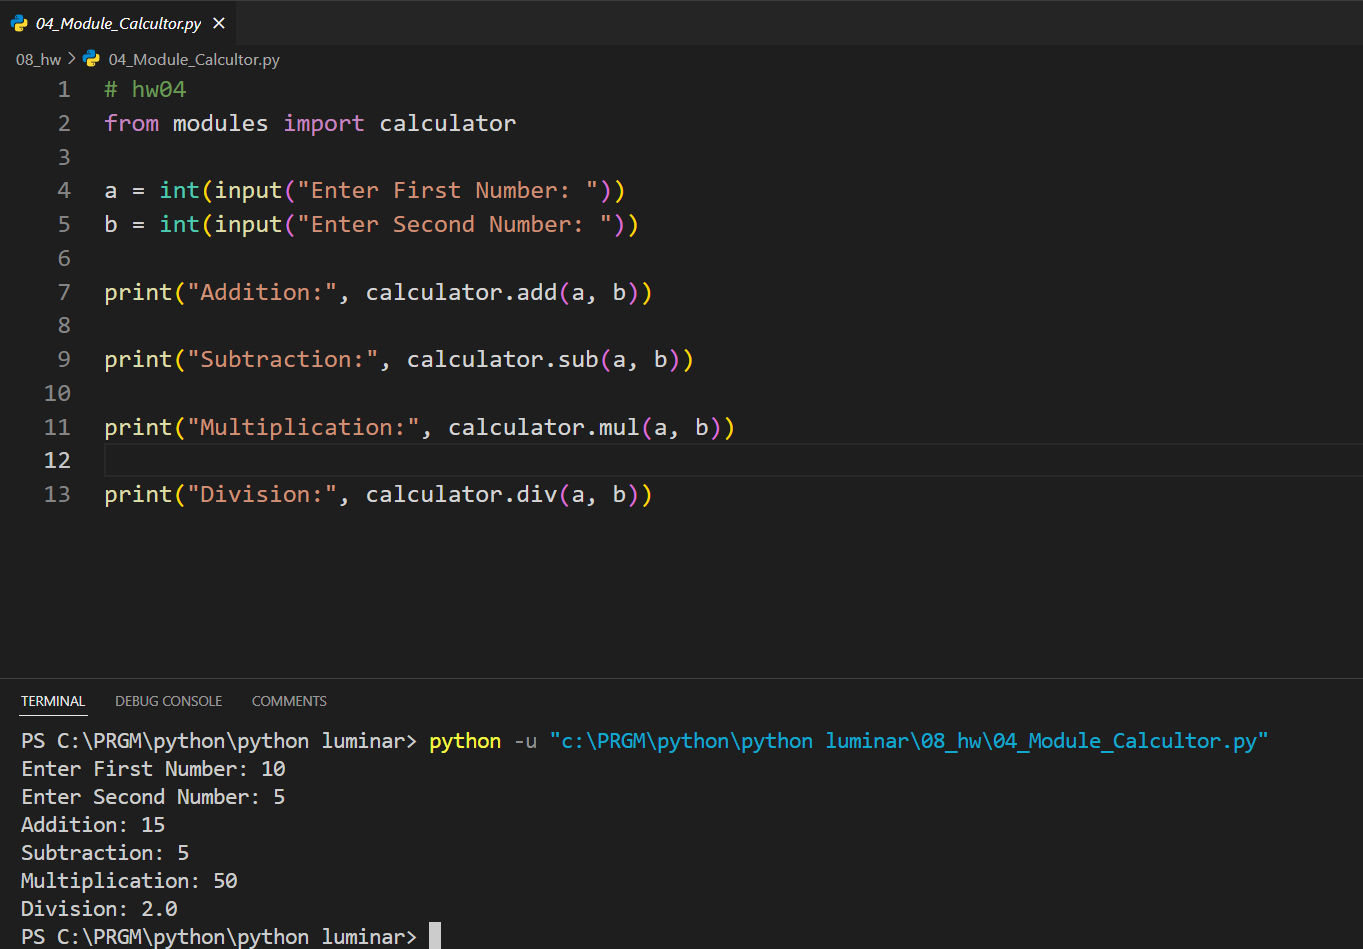 04_Module_Calcultor.py
08_hw > 04_Module_Calcultor.py
1 # hw04
2 from modules import calculator
3
4 a = int(input("Enter First Number: "))
5 b = int(input("Enter Second Number: "))
6
7 print("Addition:", calculator.add(a, b))
8
9 print("Subtraction:", calculator.sub(a, b))
10
11 print("Multiplication:", calculator.mul(a, b))
12
13 print("Division:", calculator.div(a, b))
TERMINAL DEBUG CONSOLE COMMENTS
PS C:\PRGM\python\python luminar> python -u "c:\PRGM\python\python luminar\08_hw\04_Module_Calcultor.py"
Enter First Number: 10
Enter Second Number: 5
Addition: 15
Subtraction: 5
Multiplication: 50
Division: 2.0
PS C:\PRGM\python\python luminar>